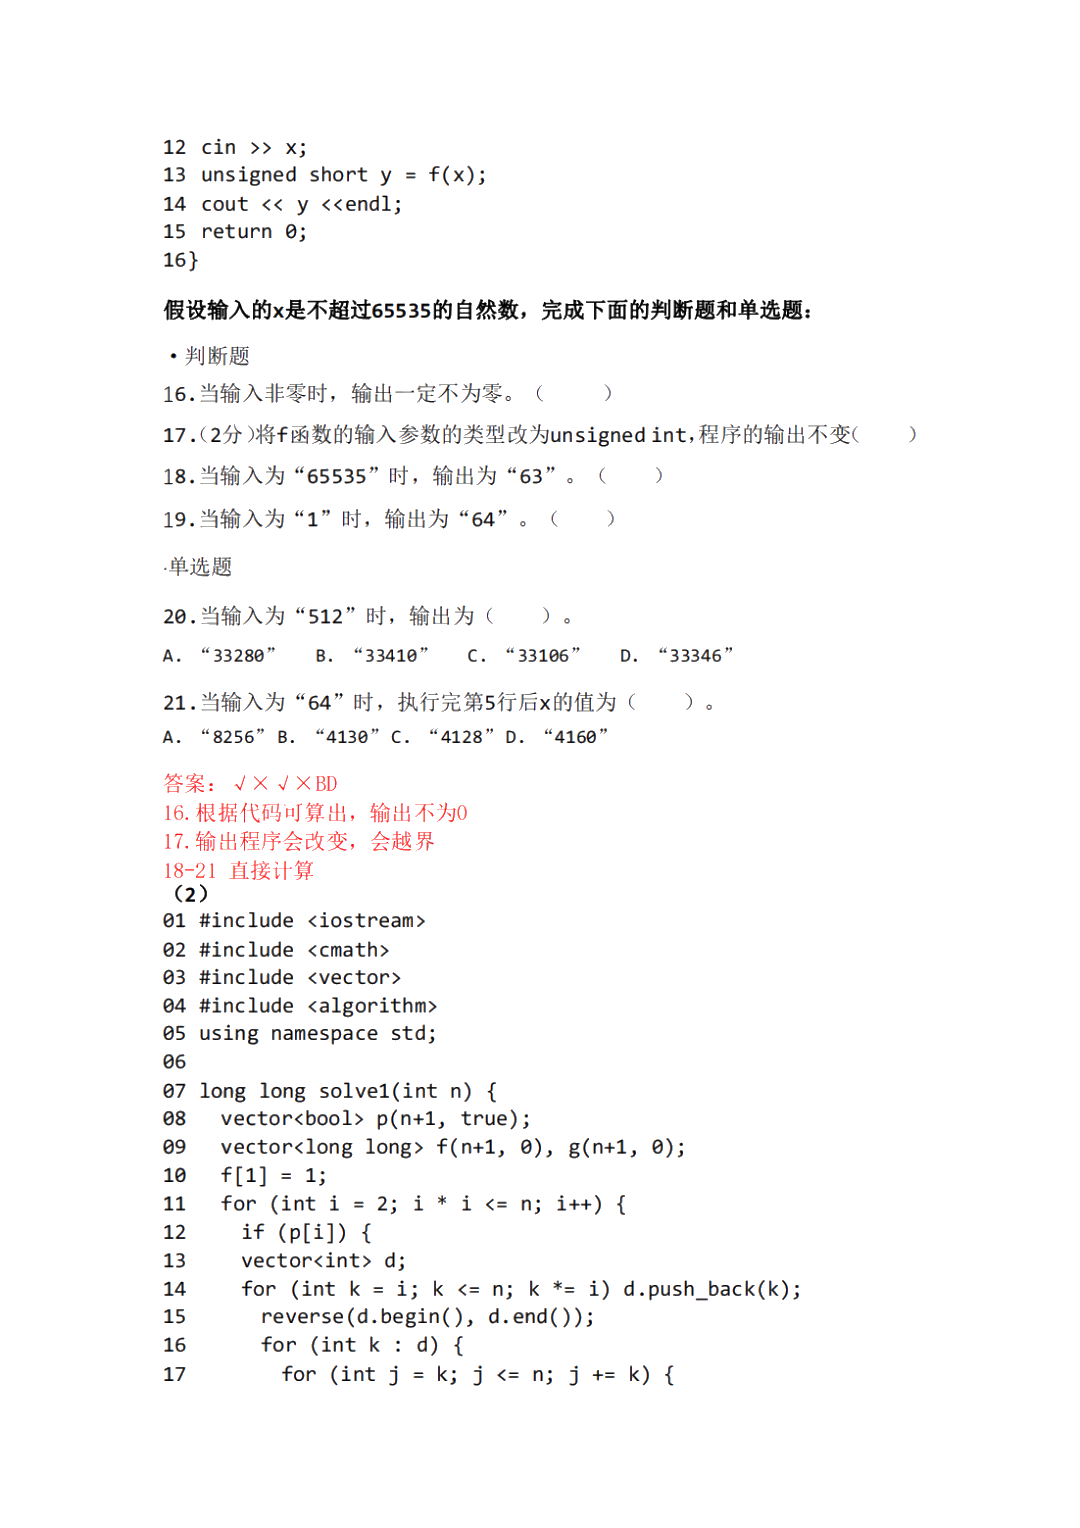 12 cin >> x;
13 unsigned short y = f(x);
14 cout << y <<endl;
15 return 0;
16}
假设输入的x是不超过65535的自然数，完成下面的判断题和单选题：
•判断题
16.当输入非零时，输出一定不为零。（ ）
17.（2分）将f函数的输入参数的类型改为unsigned int，程序的输出不变（ ）
18.当输入为“65535”时，输出为“63”。（ ）
19.当输入为“1”时，输出为“64”。（ ）
·单选题
20.当输入为“512”时，输出为（ ）。
A. “33280” B. “33410” C. “33106” D. “33346”
21.当输入为“64”时，执行完第5行后x的值为（ ）。
A. “8256” B. “4130” C. “4128” D. “4160”
答案：√×√×BD
16.根据代码可算出，输出不为0
17.输出程序会改变，会越界
18-21 直接计算
（2）
01 #include <iostream>
02 #include <cmath>
03 #include <vector>
04 #include <algorithm>
05 using namespace std;
06
07 long long solve1(int n) {
08 vector<bool> p(n+1, true);
09 vector<long long> f(n+1, 0), g(n+1, 0);
10 f[1] = 1;
11 for (int i = 2; i * i <= n; i++) {
12 if (p[i]) {
13 vector<int> d;
14 for (int k = i; k <= n; k *= i) d.push_back(k);
15 reverse(d.begin(), d.end());
16 for (int k : d) {
17 for (int j = k; j <= n; j += k) {